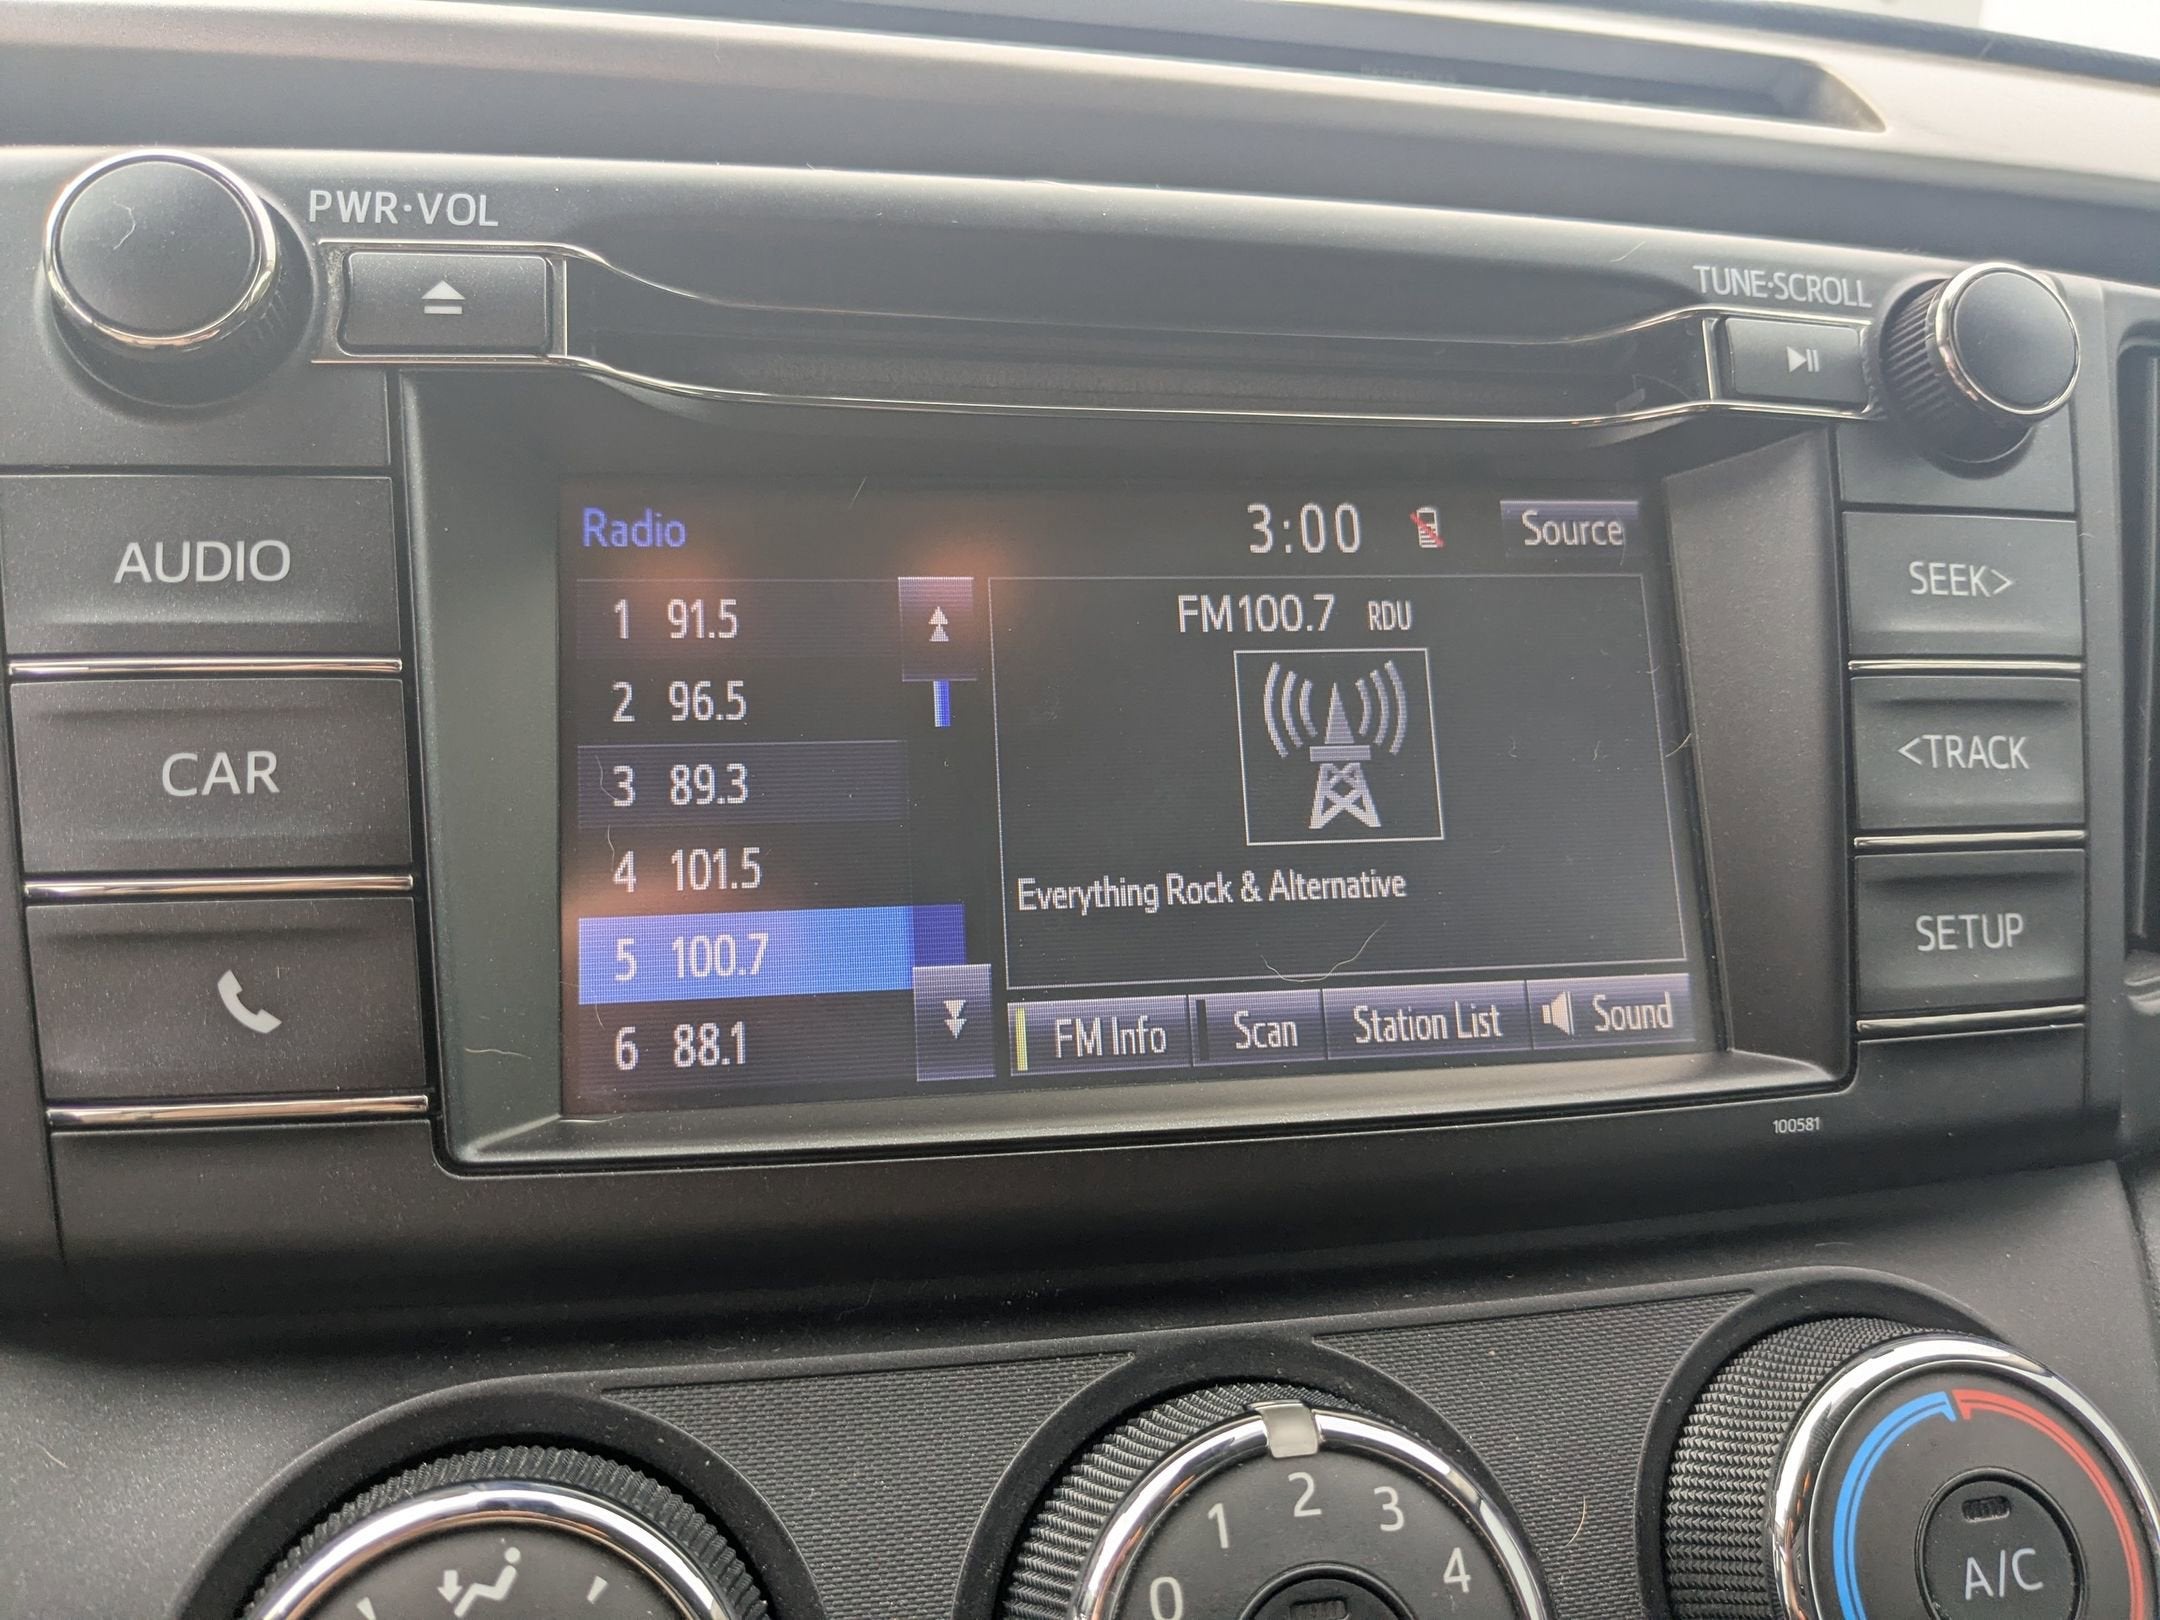 PWR·VOL
TUNE·SCROLL
AUDIO
CAR
Radio
3:00
Source
1 91.5
2 96.5
3 89.3
4 101.5
5 100.7
6 88.1
FM100.7 RDU
Everything Rock & Alternative
FM Info
Scan
Station List
Sound
SEEK>
<TRACK
SETUP
100581
0 1 2 3 4
A/C